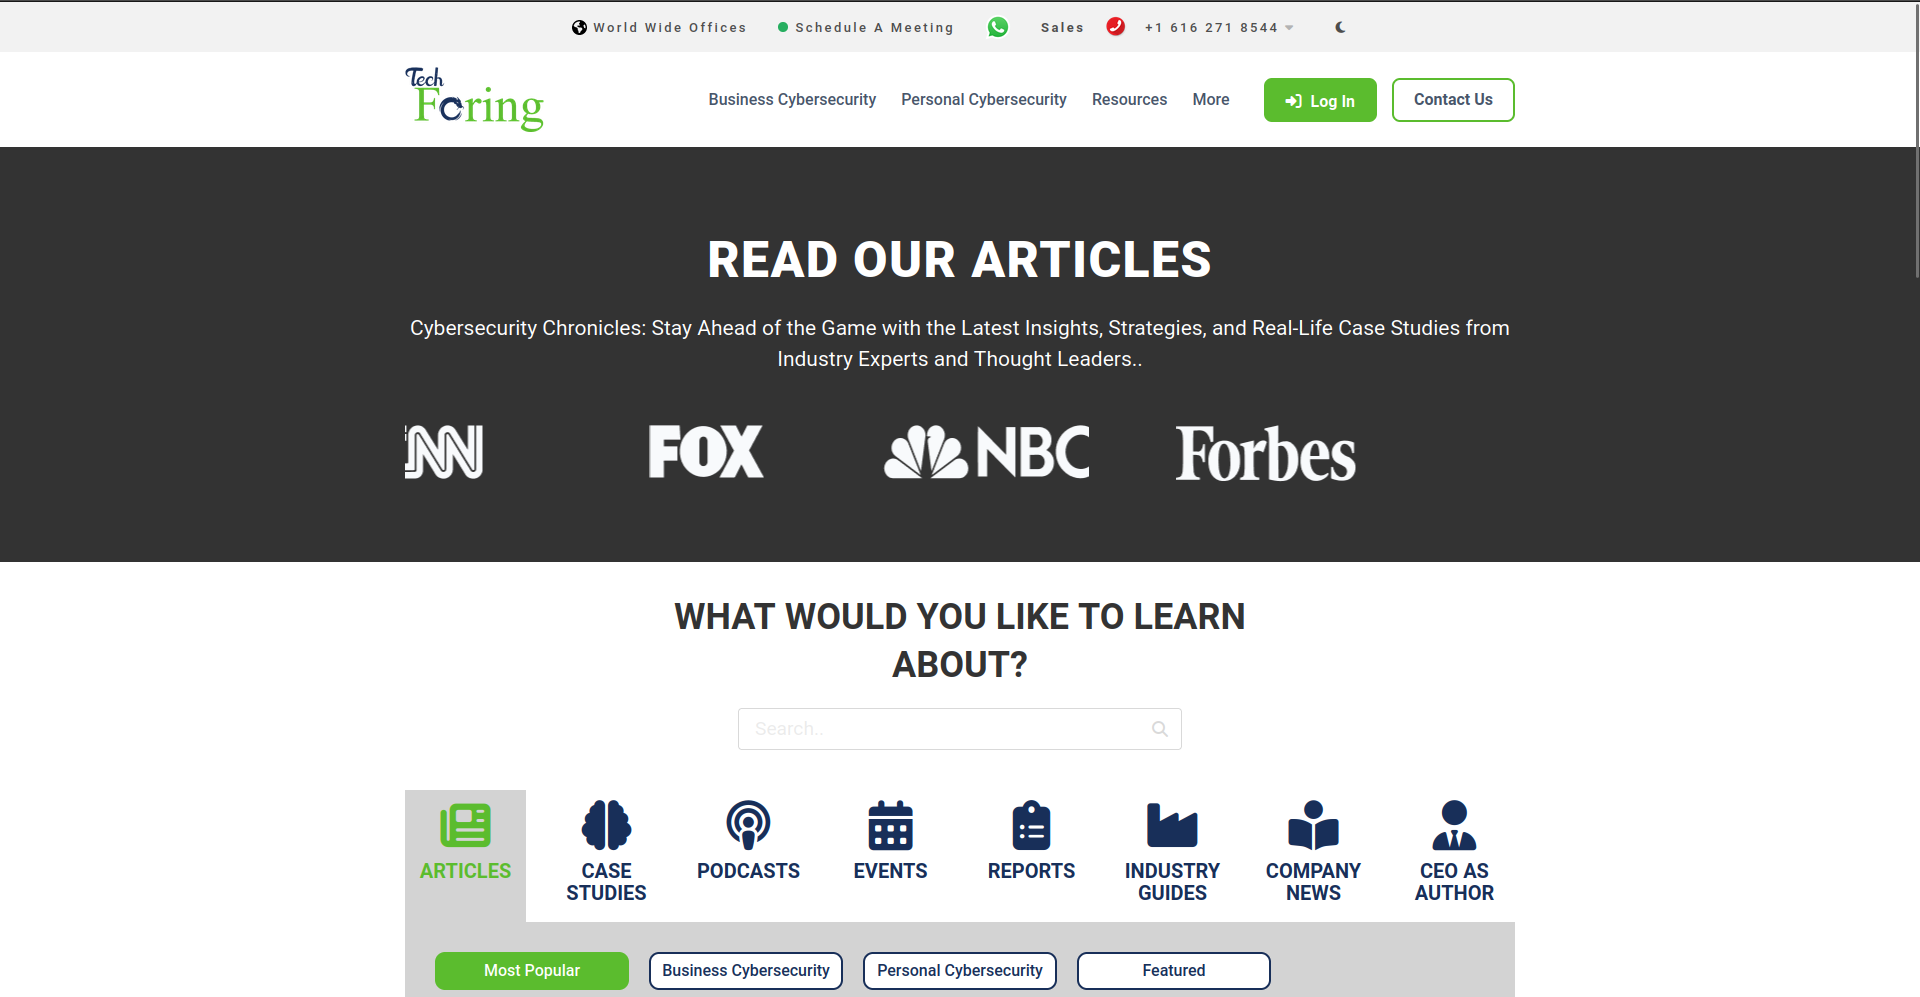 World Wide Offices Schedule A Meeting Sales +1 616 271 8544
Tech
Foring
Business Cybersecurity Personal Cybersecurity Resources More Log In Contact Us
READ OUR ARTICLES
Cybersecurity Chronicles: Stay Ahead of the Game with the Latest Insights, Strategies, and Real-Life Case Studies from
Industry Experts and Thought Leaders..
CNN FOX NBC Forbes
WHAT WOULD YOU LIKE TO LEARN
ABOUT?
Search..
ARTICLES
CASE
STUDIES
PODCASTS
EVENTS
REPORTS
INDUSTRY
GUIDES
COMPANY
NEWS
CEO AS
AUTHOR
Most Popular Business Cybersecurity Personal Cybersecurity Featured